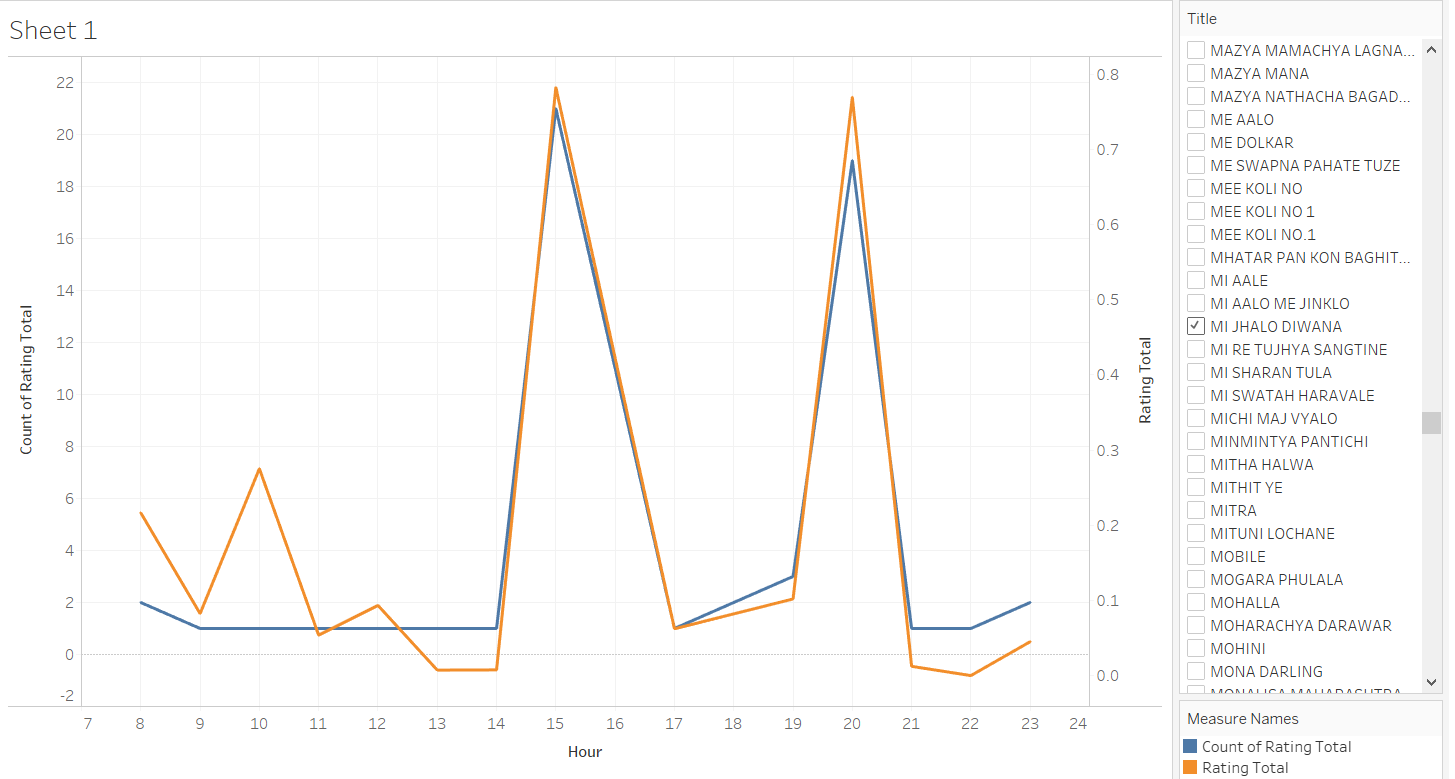 Sheet 1
22
20
18
16
14
12
10
8
6
4
2
0
-2
Count of Rating Total
0.8
0.7
0.6
0.5
0.4
0.3
0.2
0.1
0.0
Rating Total
7 8 9 10 11 12 13 14 15 16 17 18 19 20 21 22 23 24
Hour
Title
MAZYA MAMACHYA LAGNA...
MAZYA MANA
MAZYA NATHACHA BAGAD...
ME AALO
ME DOLKAR
ME SWAPNA PAHATE TUZE
MEE KOLI NO
MEE KOLI NO 1
MEE KOLI NO.1
MHATAR PAN KON BAGHIT...
MI AALE
MI AALO ME JINKLO
MI JHALO DIWANA
MI RE TUJHYA SANGTINE
MI SHARAN TULA
MI SWATAH HARAVALE
MICHI MAJ VYALO
MINMINTYA PANTICHI
MITHA HALWA
MITHIT YE
MITRA
MITUNI LOCHANE
MOBILE
MOGARA PHULALA
MOHALLA
MOHARACHYA DARAWAR
MOHINI
MONA DARLING
MONALISA MAHARASHTRA
Measure Names
Count of Rating Total
Rating Total